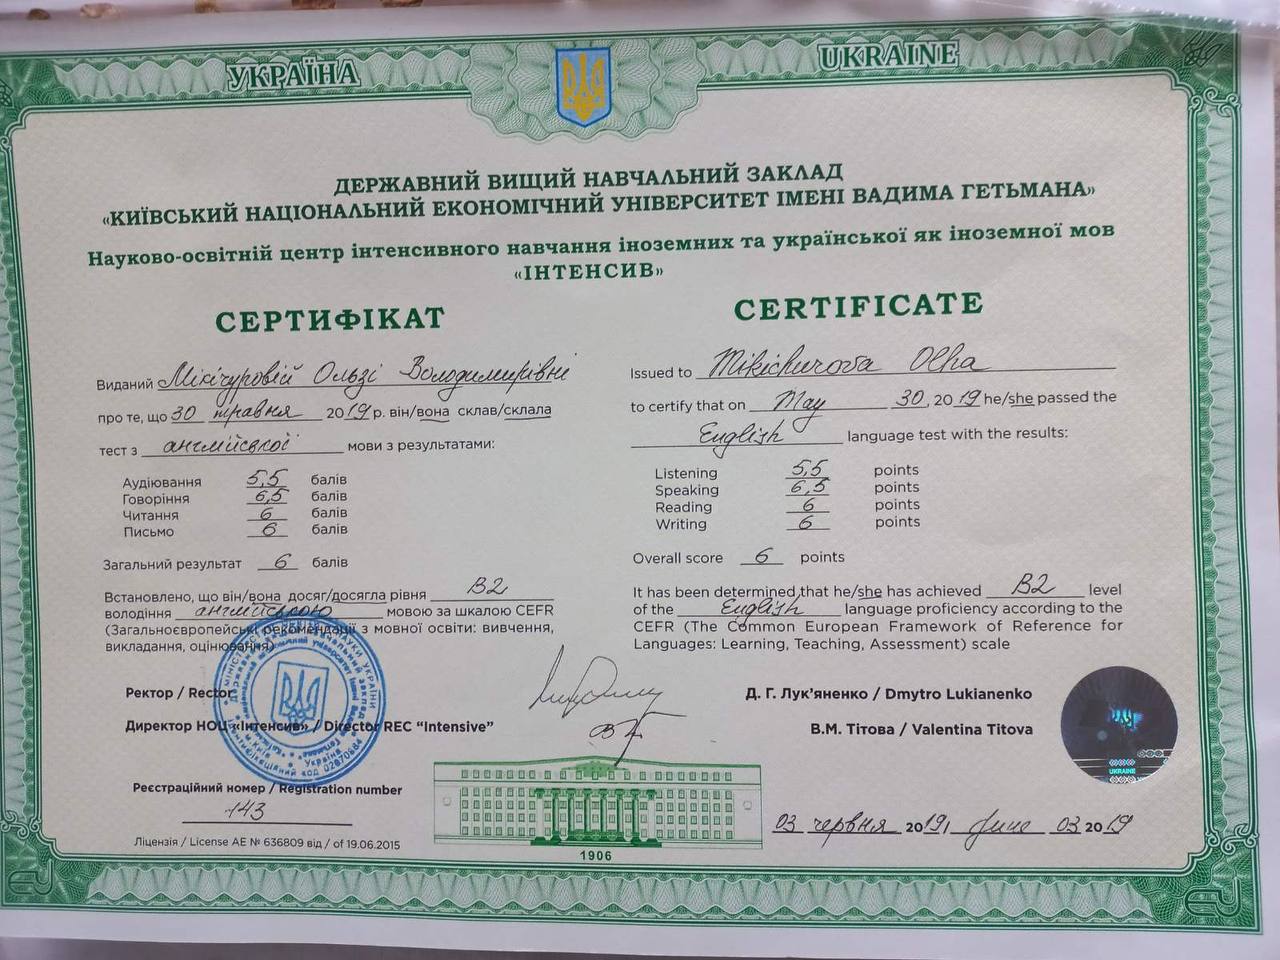 УКРАЇНА
UKRAINE
ДЕРЖАВНИЙ ВИЩИЙ НАВЧАЛЬНИЙ ЗАКЛАД
«КИЇВСЬКИЙ НАЦІОНАЛЬНИЙ ЕКОНОМІЧНИЙ УНІВЕРСИТЕТ ІМЕНІ ВАДИМА ГЕТЬМАНА»
Науково-освітній центр інтенсивного навчання іноземних та української як іноземної мов
«ІНТЕНСИВ»
СЕРТИФІКАТ
Виданий Мікічуровій Ользі Володимирівні
про те, що 30 травня 2019 р. він/вона склав/склала
тест з англійської мови з результатами:
Аудіювання 5,5 балів
Говоріння 6,5 балів
Читання 6 балів
Письмо 6 балів
Загальний результат 6 балів
Встановлено, що він/вона досяг/досягла рівня B2
володіння англійською мовою за шкалою CEFR
(Загальноєвропейські рекомендації з мовної освіти: вивчення,
викладання, оцінювання)
CERTIFICATE
Issued to Mikichurova Olha
to certify that on May 30, 2019 he/she passed the
English language test with the results:
Listening 5,5 points
Speaking 6,5 points
Reading 6 points
Writing 6 points
Overall score 6 points
It has been determined that he/she has achieved B2 level
of the English language proficiency according to the
CEFR (The Common European Framework of Reference for
Languages: Learning, Teaching, Assessment) scale
Ректор / Rector
Д. Г. Лук'яненко / Dmytro Lukianenko
Директор НОЦ «Інтенсив» / Director REC "Intensive"
В.М. Тітова / Valentina Titova
UKRAINE
Реєстраційний номер / Registration number
143
Ліцензія / License АЕ № 636809 від / of 19.06.2015
1906
03 червня 2019, June 03 2019